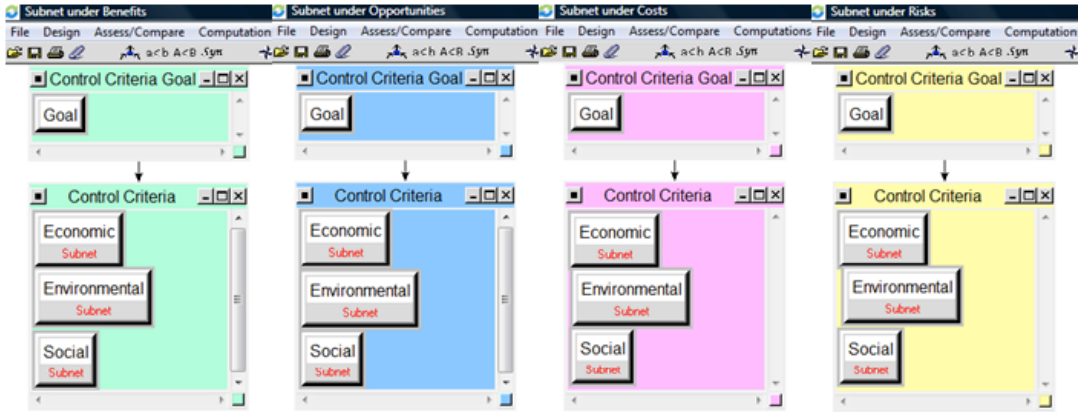 Subnet under Benefits
File Design Assess/Compare Computation
a<b A<B Syn
Control Criteria Goal
Goal
Control Criteria
Economic
Subnet
Environmental
Subnet
Social
Subnet
Subnet under Opportunities
File Design Assess/Compare Computations
a<b A<B Syn
Control Criteria Goal
Goal
Control Criteria
Economic
Subnet
Environmental
Subnet
Social
Subnet
Subnet under Costs
File Design Assess/Compare Computations
a<b A<B Syn
Control Criteria Goal
Goal
Control Criteria
Economic
Subnet
Environmental
Subnet
Social
Subnet
Subnet under Risks
File Design Assess/Compare Computation
a<b A<B Syn
Control Criteria Goal
Goal
Control Criteria
Economic
Subnet
Environmental
Subnet
Social
Subnet